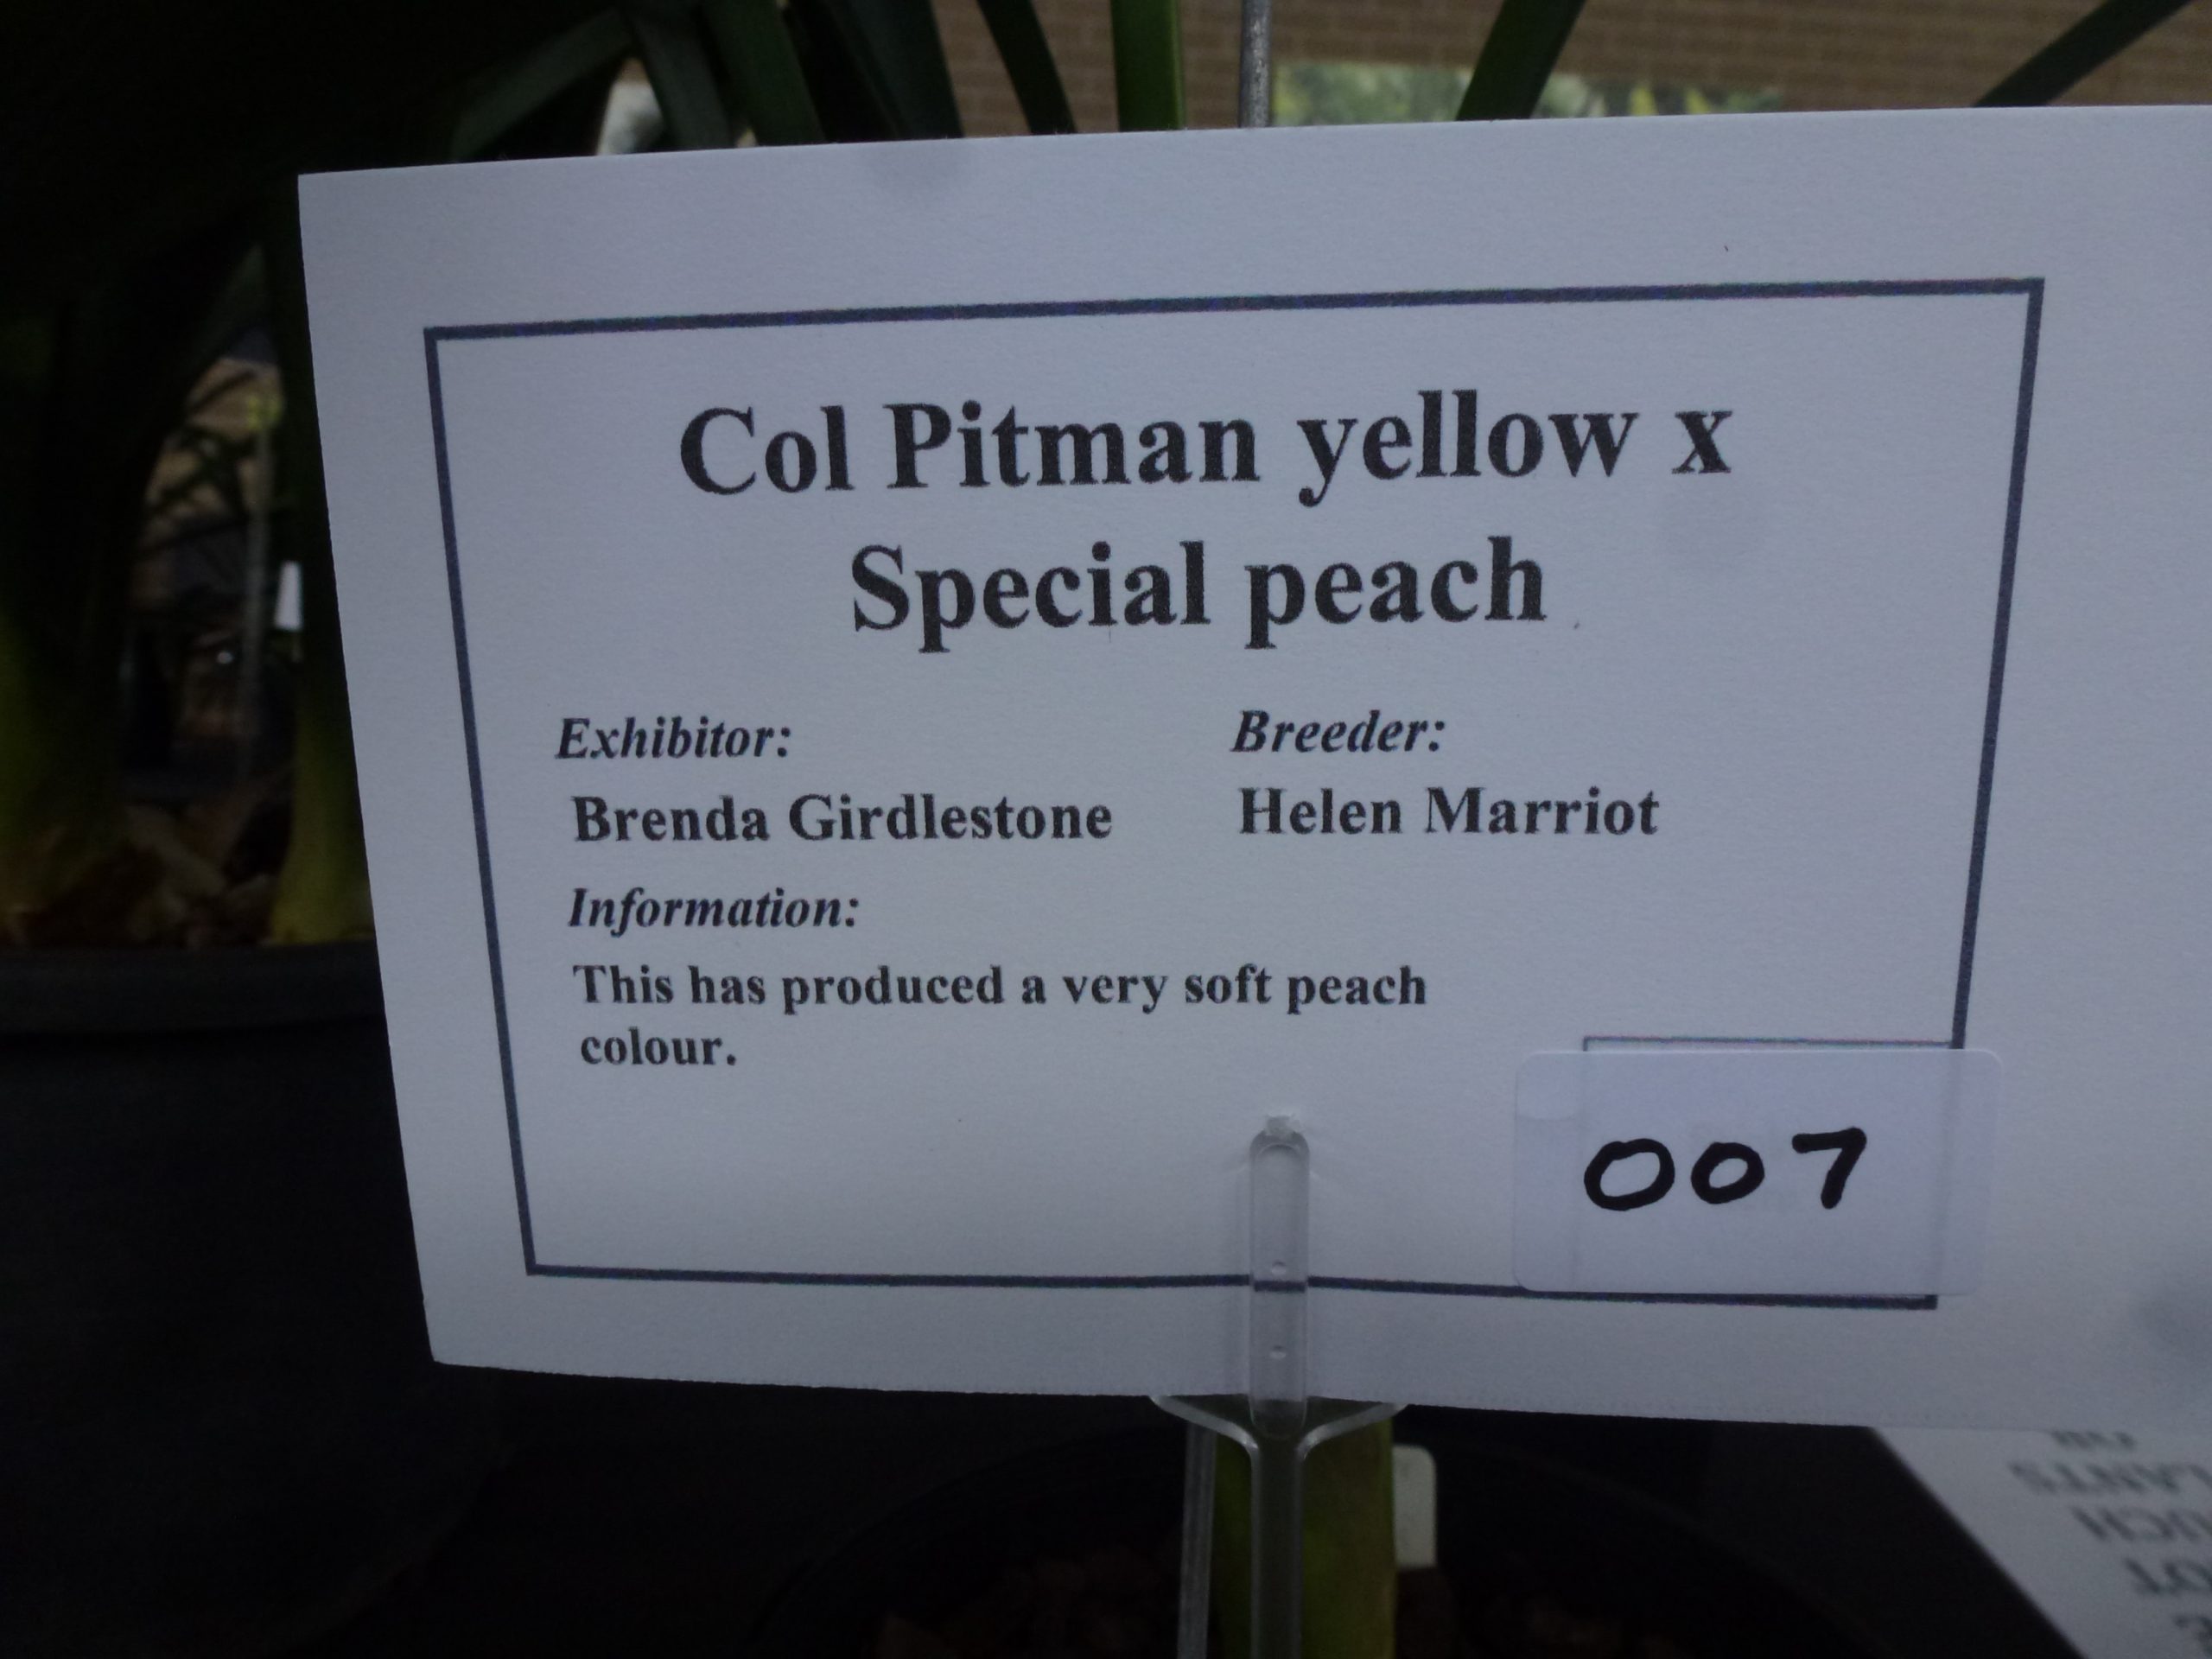 Col Pitman yellow x
Special peach
Exhibitor:
Breeder:
Brenda Girdlestone
Helen Marriot
Information:
This has produced a very soft peach
colour.
007